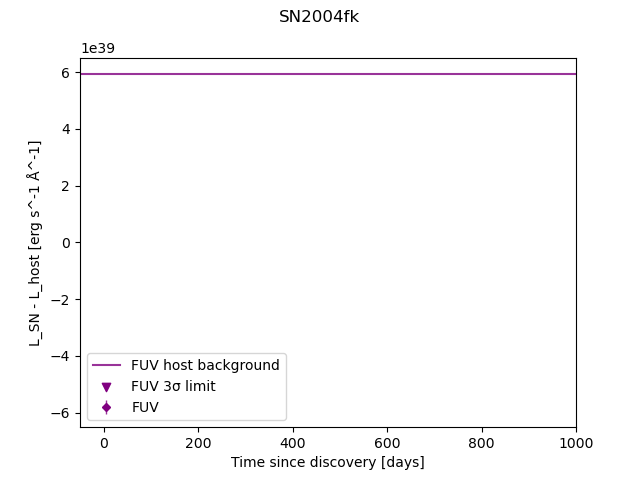 SN2004fk
1e39
6
4
2
0
−2
−4
−6
L_SN - L_host [erg s^-1 Å^-1]
FUV host background
FUV 3σ limit
FUV
0
200
400
600
800
1000
Time since discovery [days]